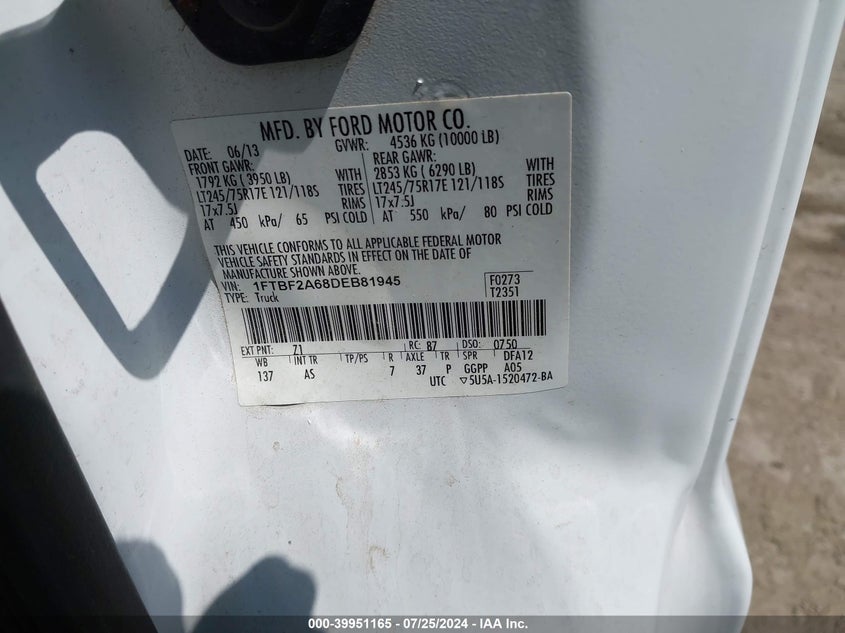 MFD. BY FORD MOTOR CO.
DATE: 06/13 GVWR: 4536 KG (10000 LB)
FRONT GAWR: REAR GAWR:
1792 KG ( 3950 LB) WITH 2853 KG ( 6290 LB) WITH
LT245/75R17E 121/118S TIRES LT245/75R17E 121/118S TIRES
17x7.5J RIMS 17x7.5J RIMS
AT 450 kPa/ 65 PSI COLD AT 550 kPa/ 80 PSI COLD
THIS VEHICLE CONFORMS TO ALL APPLICABLE FEDERAL MOTOR
VEHICLE SAFETY STANDARDS IN EFFECT ON THE DATE OF
MANUFACTURE SHOWN ABOVE.
VIN: 1FTBF2A68DEB81945 F0273
TYPE: Truck T2351
EXT PNT: Z1 RC: 87 DSO: 0750
WB INT TR TP/PS R AXLE TR SPR DFA12
137 AS 7 37 P GGPP A05
UTC ▽5U5A-1520472-BA
000-39951165 - 07/25/2024 - IAA Inc.